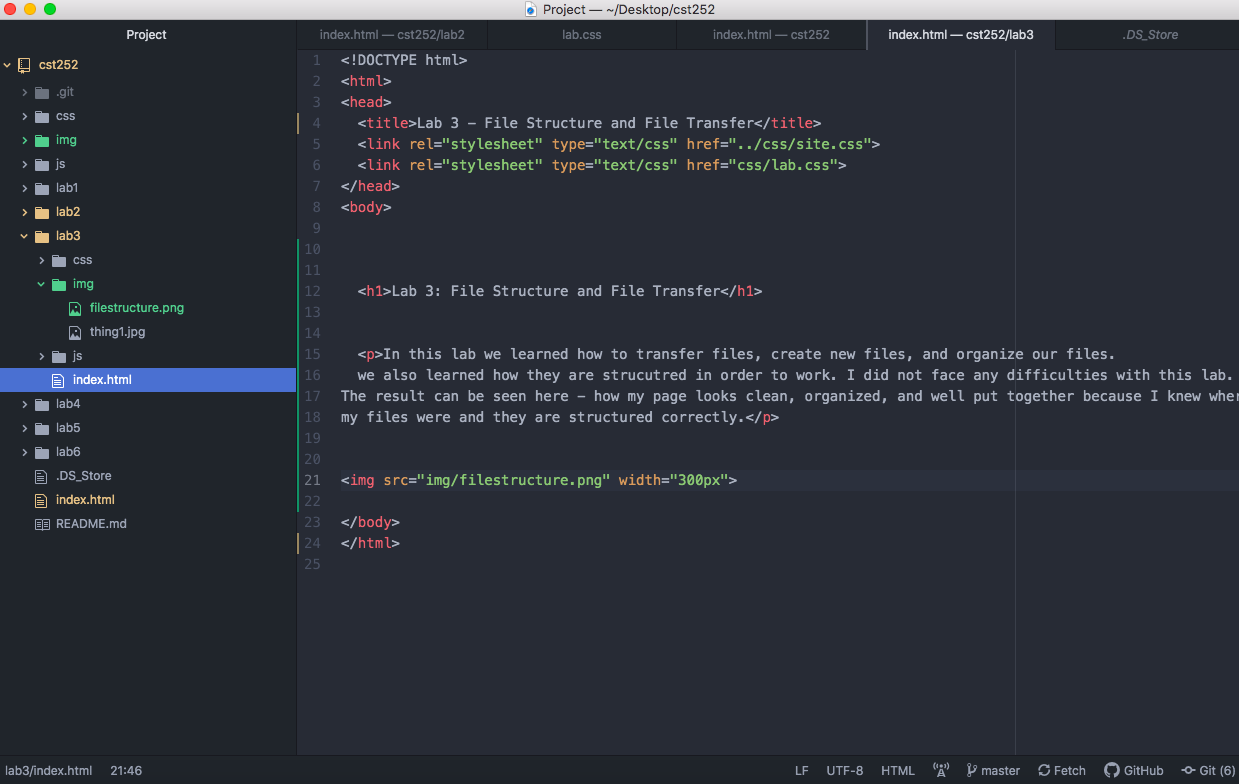 Project — ~/Desktop/cst252
Project
index.html — cst252/lab2
lab.css
index.html — cst252
index.html — cst252/lab3
.DS_Store
cst252
.git
css
img
js
lab1
lab2
lab3
css
img
filestructure.png
thing1.jpg
js
index.html
lab4
lab5
lab6
.DS_Store
index.html
README.md
1 <!DOCTYPE html>
2 <html>
3 <head>
4 <title>Lab 3 – File Structure and File Transfer</title>
5 <link rel="stylesheet" type="text/css" href="../css/site.css">
6 <link rel="stylesheet" type="text/css" href="css/lab.css">
7 </head>
8 <body>
9
10
11
12 <h1>Lab 3: File Structure and File Transfer</h1>
13
14
15 <p>In this lab we learned how to transfer files, create new files, and organize our files.
16 we also learned how they are strucutred in order to work. I did not face any difficulties with this lab.
17 The result can be seen here – how my page looks clean, organized, and well put together because I knew wher
18 my files were and they are structured correctly.</p>
19
20
21 <img src="img/filestructure.png" width="300px">
22
23 </body>
24 </html>
25
lab3/index.html 21:46 LF UTF-8 HTML master Fetch GitHub Git (6)